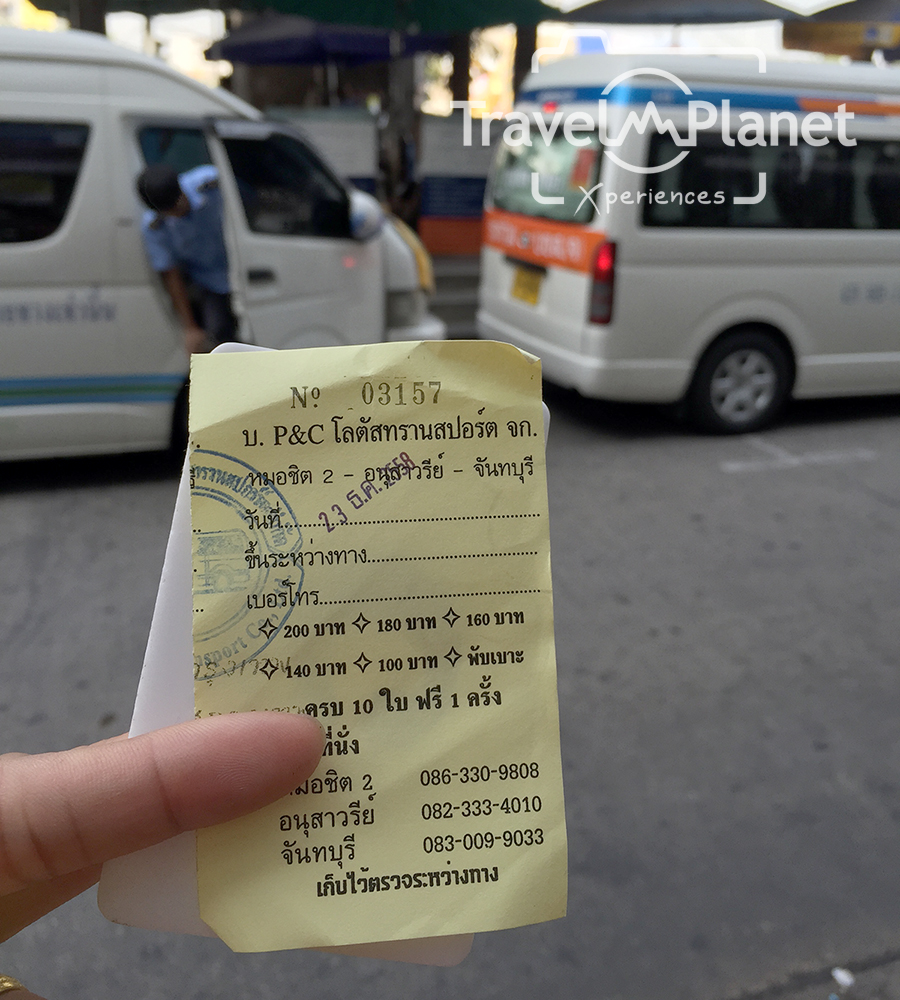 Travel Planet
Xperiences
Nº 03157
บ. P&C โลตัสทรานสปอร์ต จก.
หมอชิต 2 - อนุสาวรีย์ - จันทบุรี
23 ธ.ค. 2558
วันที่
ขึ้นระหว่างทาง
เบอร์โทร
200 บาท 180 บาท 160 บาท
140 บาท 100 บาท พับเบาะ
ครบ 10 ใบ ฟรี 1 ครั้ง
ที่นั่ง
หมอชิต 2 086-330-9808
อนุสาวรีย์ 082-333-4010
จันทบุรี 083-009-9033
เก็บไว้ตรวจระหว่างทาง